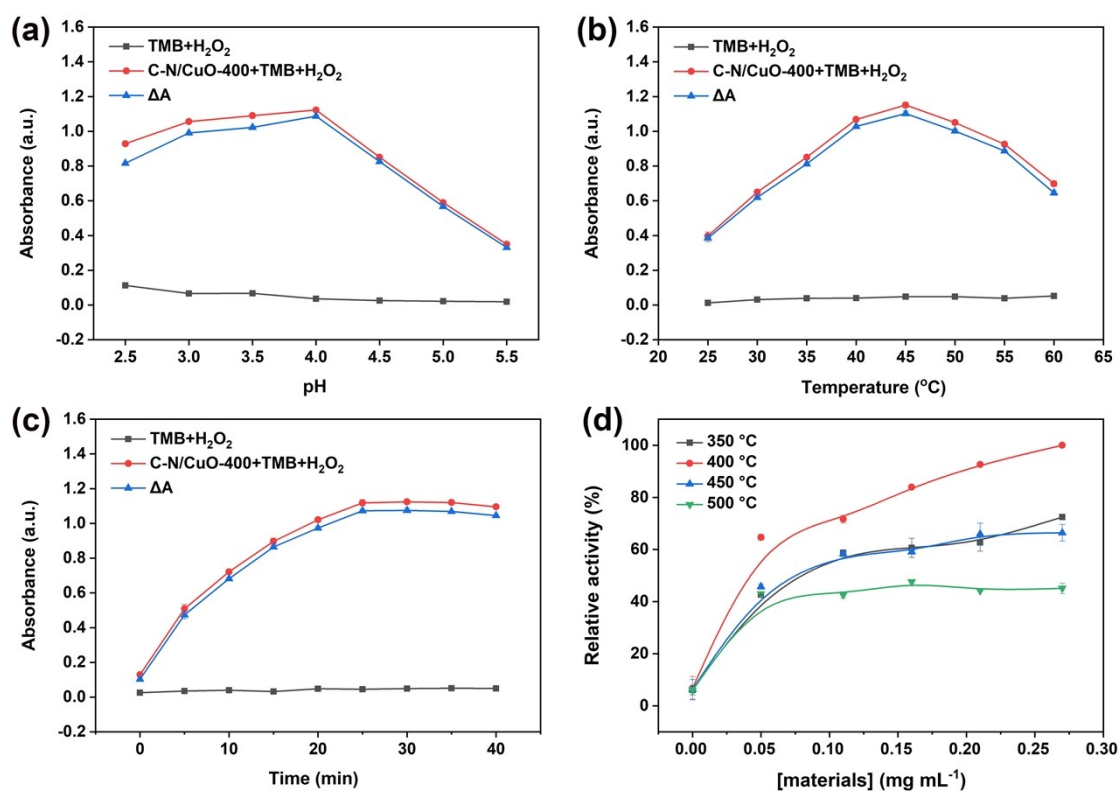 (a)
TMB+H₂O₂
C-N/CuO-400+TMB+H₂O₂
ΔA
Absorbance (a.u.)
1.6
1.4
1.2
1.0
0.8
0.6
0.4
0.2
0.0
-0.2
2.5 3.0 3.5 4.0 4.5 5.0 5.5
pH
(b)
TMB+H₂O₂
C-N/CuO-400+TMB+H₂O₂
ΔA
Absorbance (a.u.)
1.6
1.4
1.2
1.0
0.8
0.6
0.4
0.2
0.0
-0.2
20 25 30 35 40 45 50 55 60 65
Temperature (°C)
(c)
TMB+H₂O₂
C-N/CuO-400+TMB+H₂O₂
ΔA
Absorbance (a.u.)
1.6
1.4
1.2
1.0
0.8
0.6
0.4
0.2
0.0
-0.2
0 10 20 30 40
Time (min)
(d)
350 °C
400 °C
450 °C
500 °C
Relative activity (%)
100
80
60
40
20
0
0.00 0.05 0.10 0.15 0.20 0.25 0.30
[materials] (mg mL⁻¹)